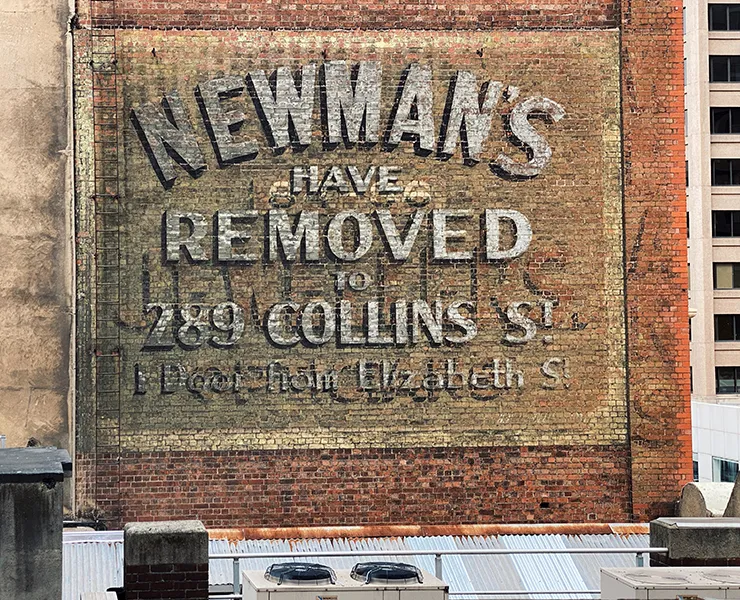 NEWMAN'S
HAVE
REMOVED
TO
289 COLLINS ST.
1 Door from Elizabeth St.